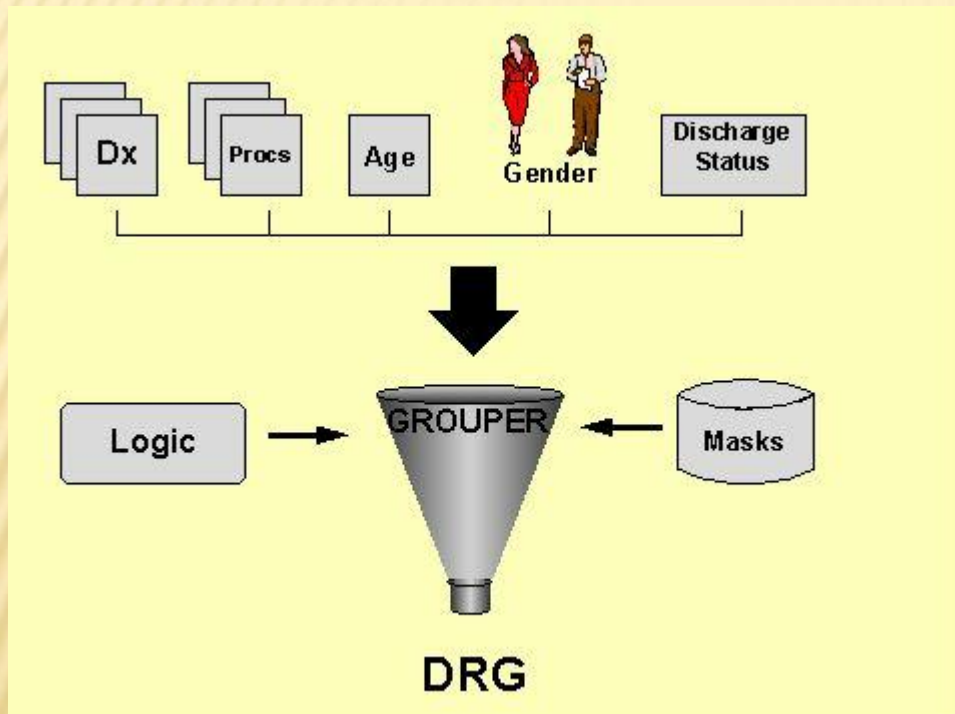 Dx
Procs
Age
Gender
Discharge
Status
Logic
GROUPER
Masks
DRG